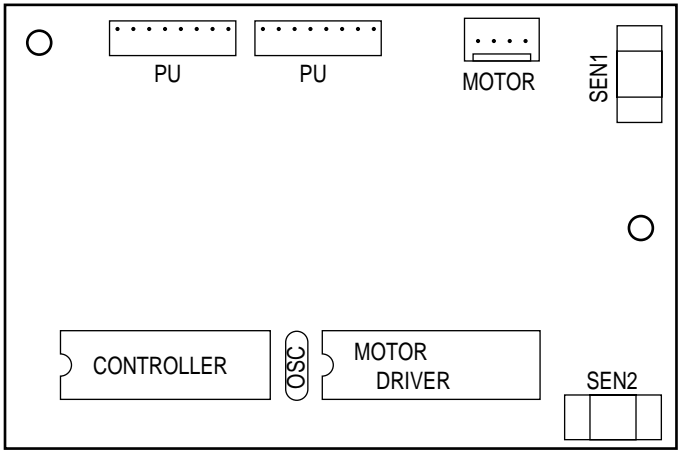 PU
PU
MOTOR
SEN1
CONTROLLER
OSC
MOTOR
DRIVER
SEN2